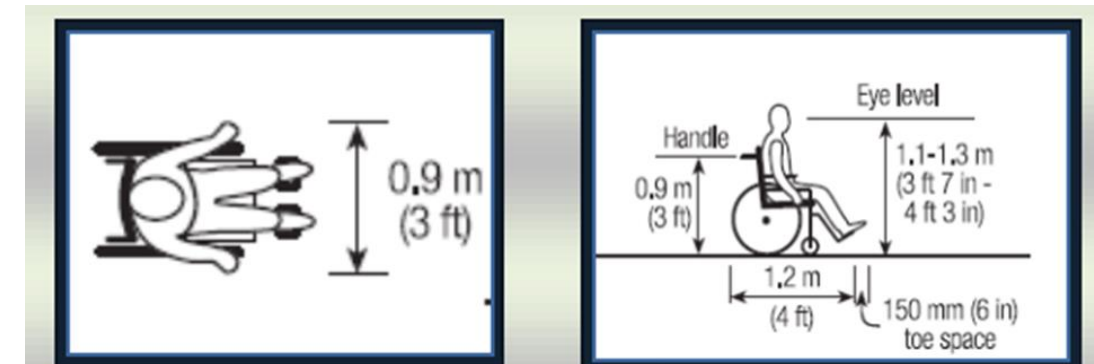 0.9 m
(3 ft)
Eye level
Handle
1.1-1.3 m
(3 ft 7 in -
4 ft 3 in)
0.9 m
(3 ft)
1.2 m
(4 ft)
150 mm (6 in)
toe space